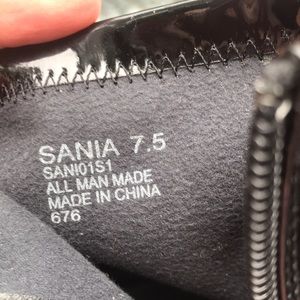 SANIA 7.5
SANI01S1
ALL MAN MADE
MADE IN CHINA
676